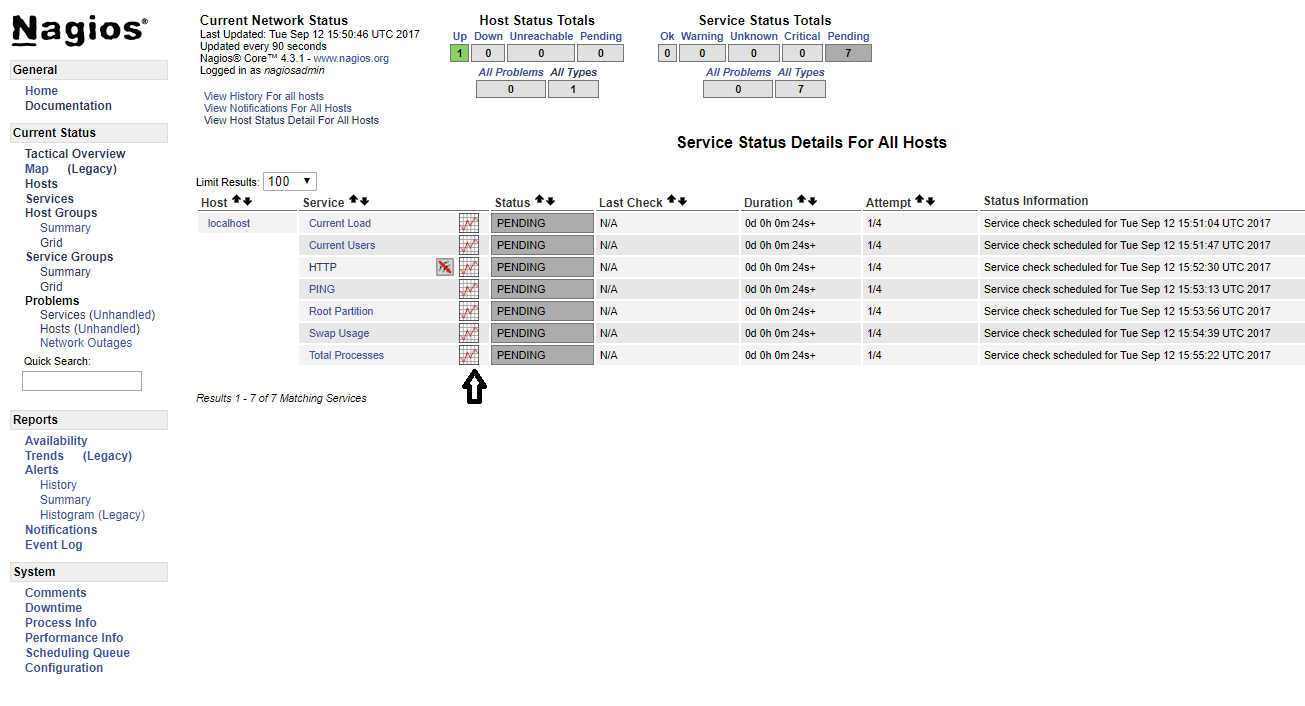 Nagios®
General
Home
Documentation
Current Status
Tactical Overview
Map (Legacy)
Hosts
Services
Host Groups
Summary
Grid
Service Groups
Summary
Grid
Problems
Services (Unhandled)
Hosts (Unhandled)
Network Outages
Quick Search:
Reports
Availability
Trends (Legacy)
Alerts
History
Summary
Histogram (Legacy)
Notifications
Event Log
System
Comments
Downtime
Process Info
Performance Info
Scheduling Queue
Configuration
Current Network Status
Last Updated: Tue Sep 12 15:50:46 UTC 2017
Updated every 90 seconds
Nagios® Core™ 4.3.1 - www.nagios.org
Logged in as nagiosadmin
View History For all hosts
View Notifications For All Hosts
View Host Status Detail For All Hosts
Host Status Totals
Up Down Unreachable Pending
1 0 0 0
All Problems All Types
0 1
Service Status Totals
Ok Warning Unknown Critical Pending
0 0 0 0 7
All Problems All Types
0 7
Service Status Details For All Hosts
Limit Results: 100
Host Service Status Last Check Duration Attempt Status Information
localhost Current Load PENDING N/A 0d 0h 0m 24s+ 1/4 Service check scheduled for Tue Sep 12 15:51:04 UTC 2017
Current Users PENDING N/A 0d 0h 0m 24s+ 1/4 Service check scheduled for Tue Sep 12 15:51:47 UTC 2017
HTTP PENDING N/A 0d 0h 0m 24s+ 1/4 Service check scheduled for Tue Sep 12 15:52:30 UTC 2017
PING PENDING N/A 0d 0h 0m 24s+ 1/4 Service check scheduled for Tue Sep 12 15:53:13 UTC 2017
Root Partition PENDING N/A 0d 0h 0m 24s+ 1/4 Service check scheduled for Tue Sep 12 15:53:56 UTC 2017
Swap Usage PENDING N/A 0d 0h 0m 24s+ 1/4 Service check scheduled for Tue Sep 12 15:54:39 UTC 2017
Total Processes PENDING N/A 0d 0h 0m 24s+ 1/4 Service check scheduled for Tue Sep 12 15:55:22 UTC 2017
Results 1 - 7 of 7 Matching Services